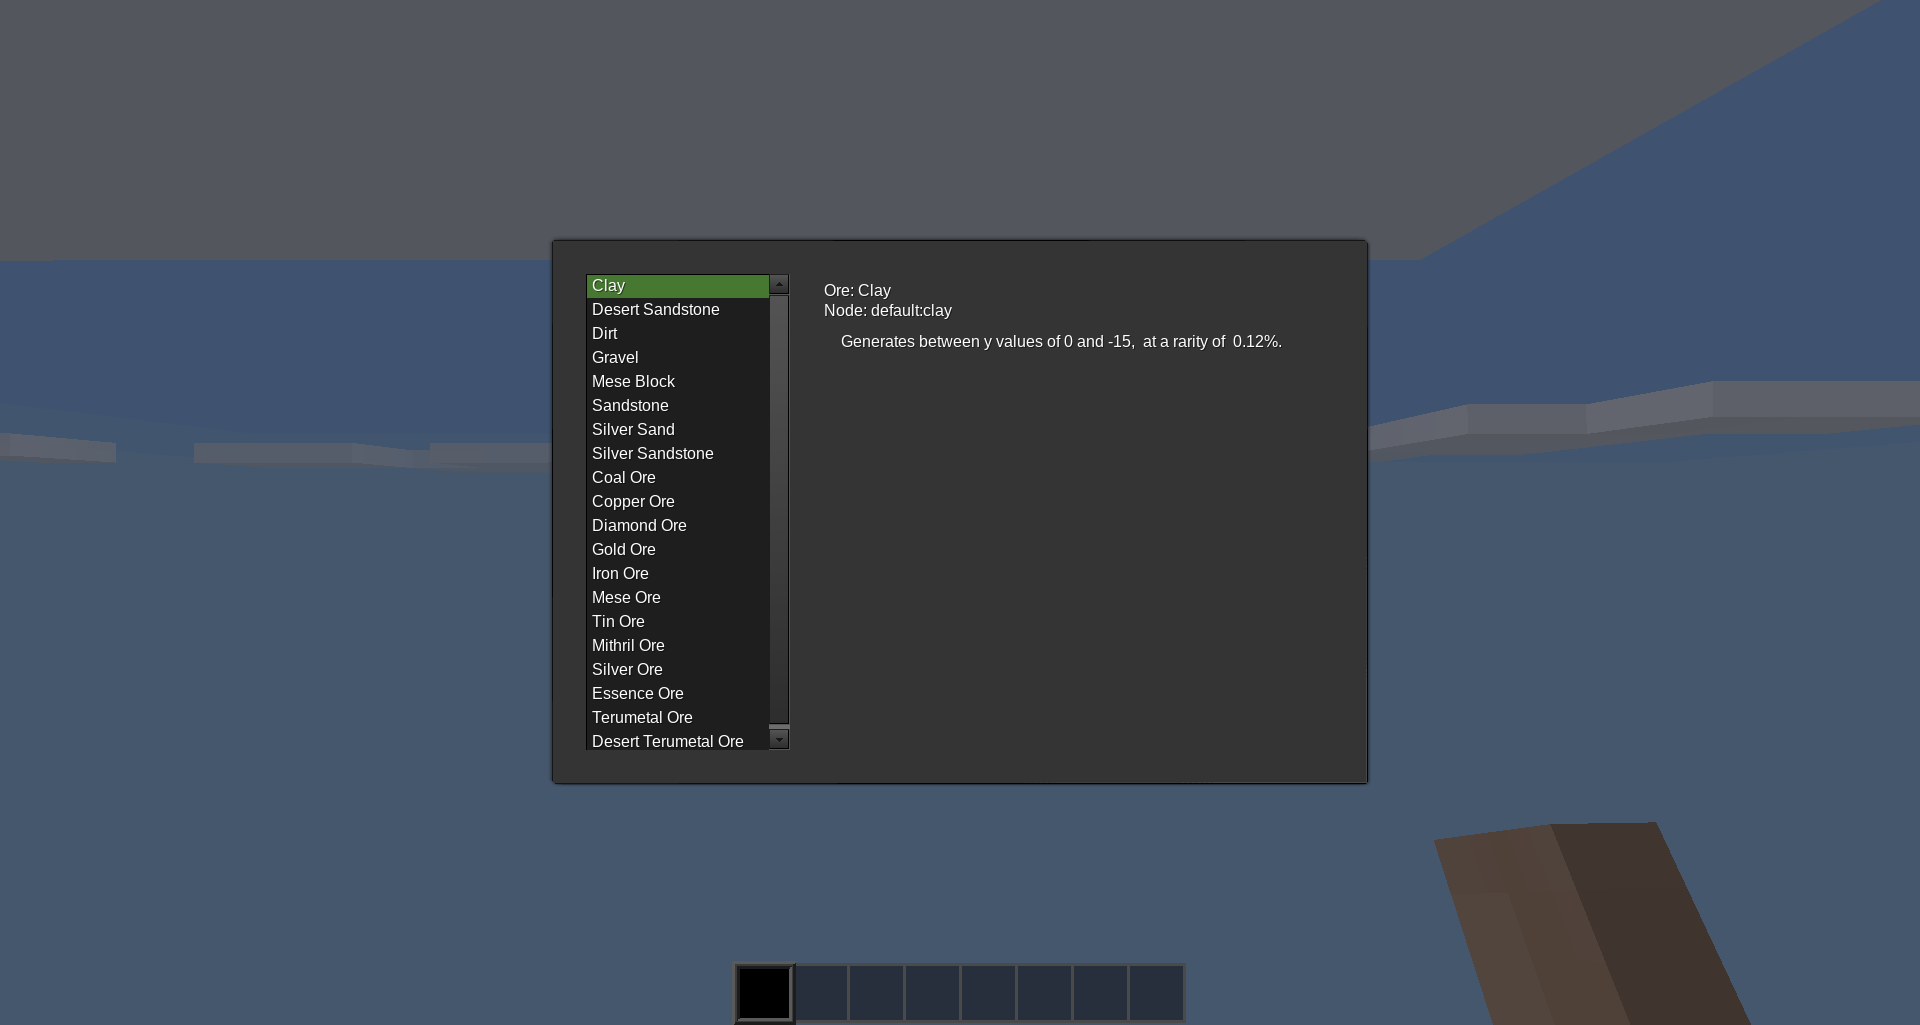 Clay
Desert Sandstone
Dirt
Gravel
Mese Block
Sandstone
Silver Sand
Silver Sandstone
Coal Ore
Copper Ore
Diamond Ore
Gold Ore
Iron Ore
Mese Ore
Tin Ore
Mithril Ore
Silver Ore
Essence Ore
Terumetal Ore
Desert Terumetal Ore
Ore: Clay
Node: default:clay
Generates between y values of 0 and -15,  at a rarity of  0.12%.